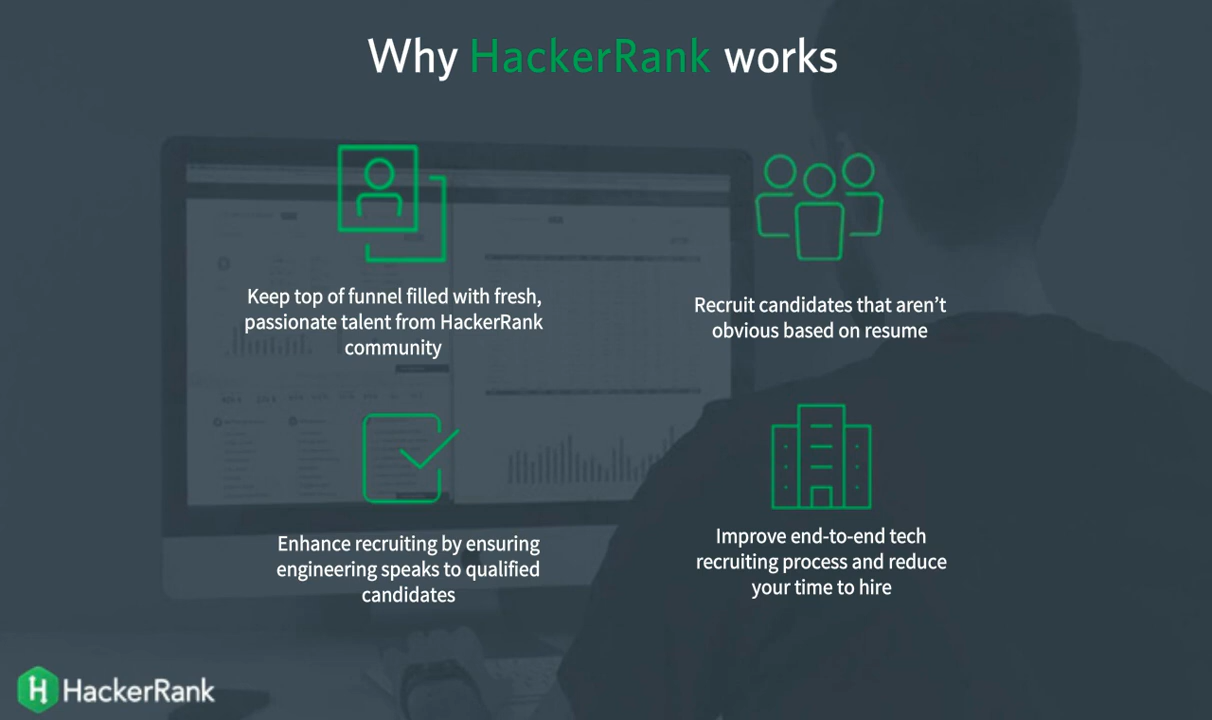 Why HackerRank works
Keep top of funnel filled with fresh,
passionate talent from HackerRank
community
Recruit candidates that aren’t
obvious based on resume
Enhance recruiting by ensuring
engineering speaks to qualified
candidates
Improve end-to-end tech
recruiting process and reduce
your time to hire
HackerRank